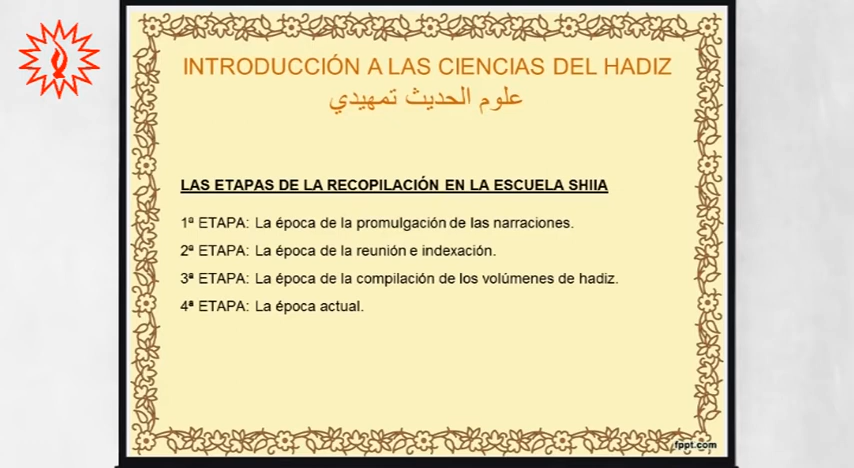 INTRODUCCIÓN A LAS CIENCIAS DEL HADIZ
علوم الحديث تمهيدي
LAS ETAPAS DE LA RECOPILACIÓN EN LA ESCUELA SHIIA
1ª ETAPA: La época de la promulgación de las narraciones.
2ª ETAPA: La época de la reunión e indexación.
3ª ETAPA: La época de la compilación de los volúmenes de hadiz.
4ª ETAPA: La época actual.
fppt.com